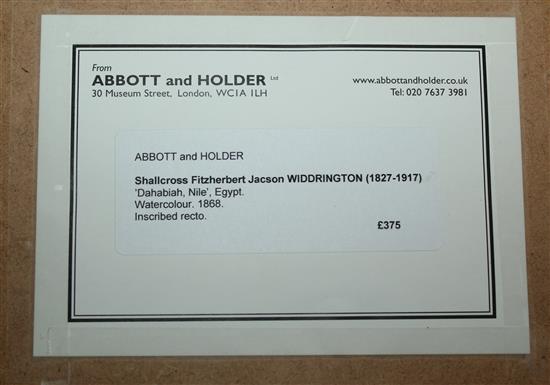 From
ABBOTT and HOLDER Ltd
30 Museum Street, London, WC1A 1LH
www.abbottandholder.co.uk
Tel: 020 7637 3981
ABBOTT and HOLDER
Shallcross Fitzherbert Jacson WIDDRINGTON (1827-1917)
'Dahabiah, Nile', Egypt.
Watercolour. 1868.
Inscribed recto.
£375